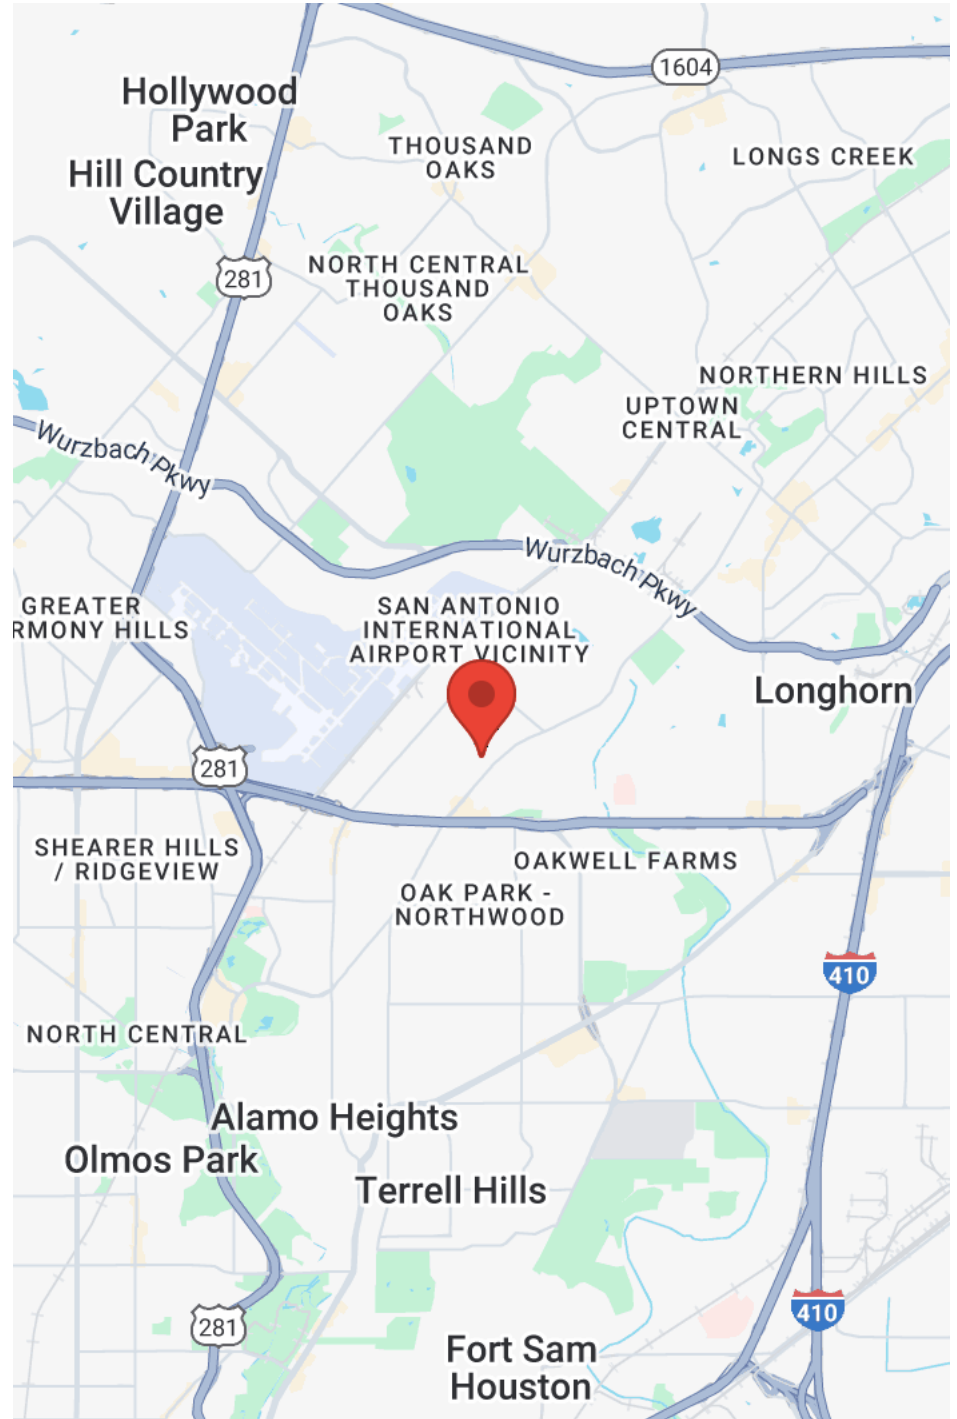 1604
Hollywood
Park
THOUSAND
OAKS
LONGS CREEK
Hill Country
Village
281
NORTH CENTRAL
THOUSAND
OAKS
NORTHERN HILLS
UPTOWN
CENTRAL
Wurzbach Pkwy
Wurzbach Pkwy
GREATER
RMONY HILLS
SAN ANTONIO
INTERNATIONAL
AIRPORT VICINITY
Longhorn
281
SHEARER HILLS
/ RIDGEVIEW
OAKWELL FARMS
OAK PARK -
NORTHWOOD
410
NORTH CENTRAL
Alamo Heights
Olmos Park
Terrell Hills
410
281
Fort Sam
Houston